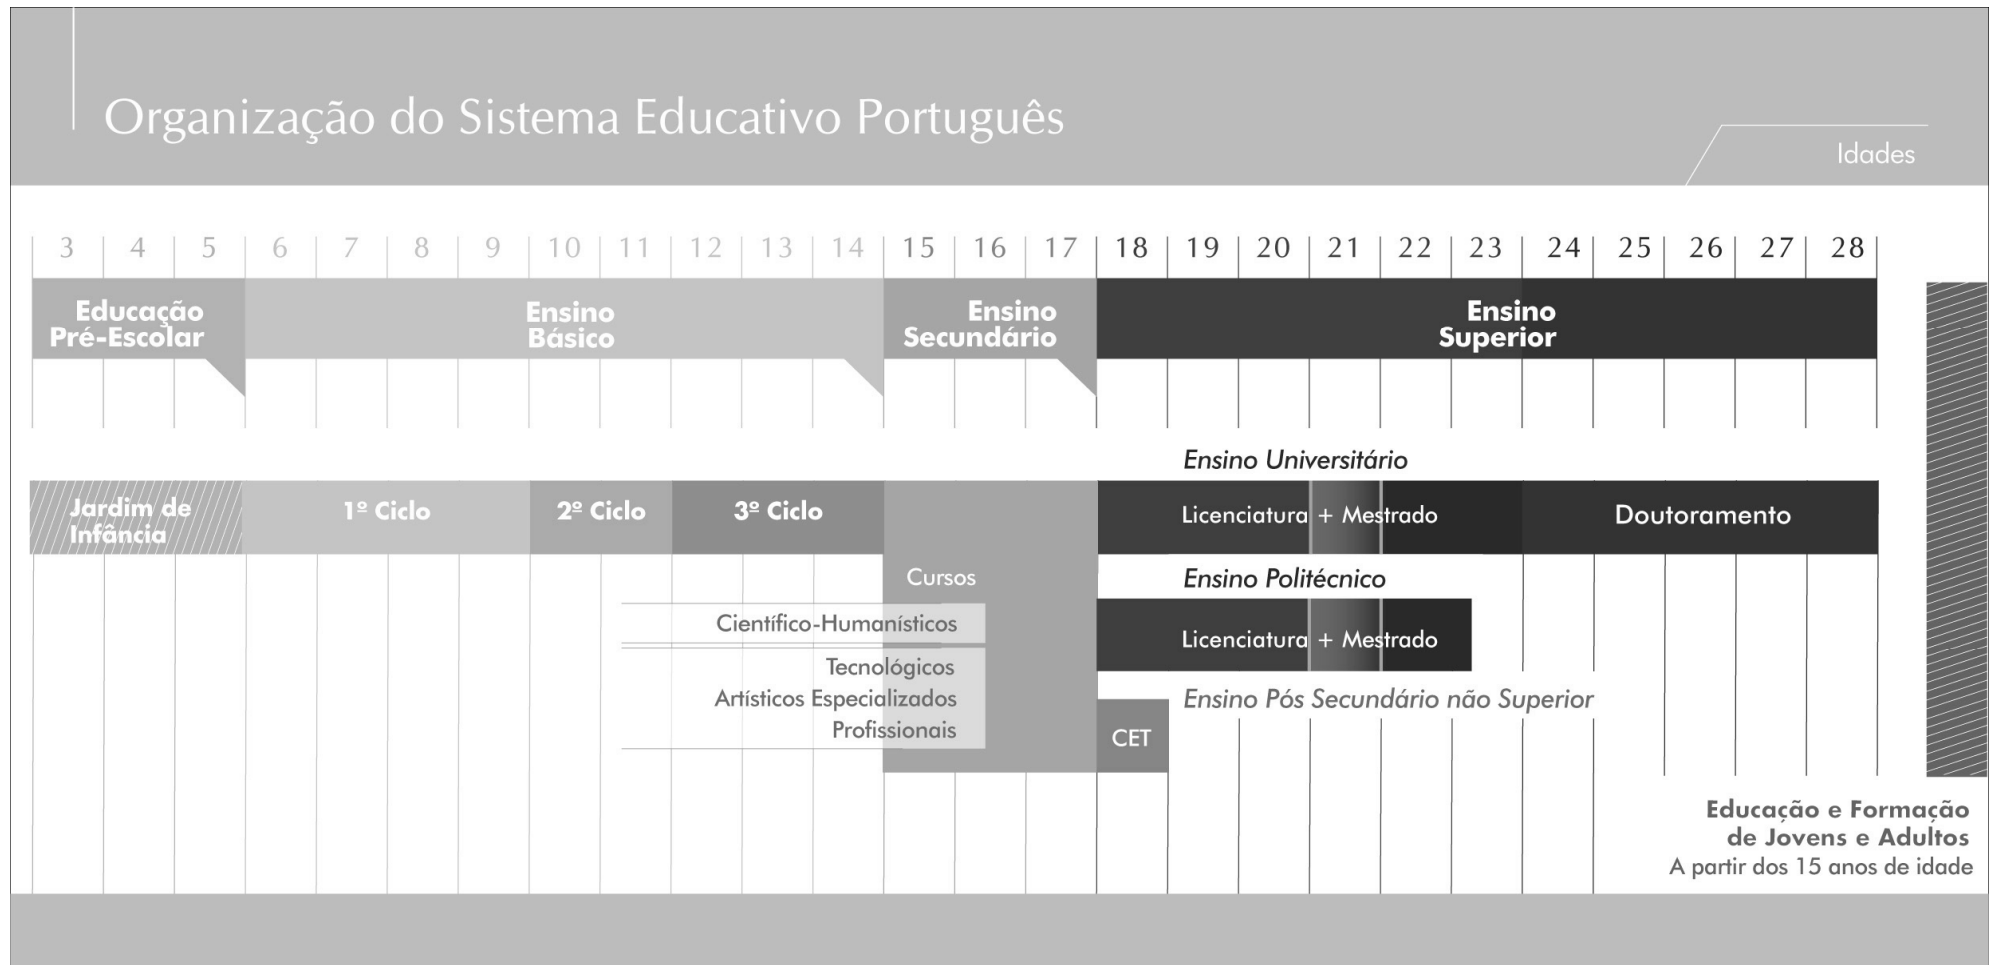 Organização do Sistema Educativo Português
Idades
3 4 5 6 7 8 9 10 11 12 13 14 15 16 17 18 19 20 21 22 23 24 25 26 27 28
Educação
Pré-Escolar
Ensino
Básico
Ensino
Secundário
Ensino
Superior
Ensino Universitário
Jardim de
Infância
1º Ciclo
2º Ciclo
3º Ciclo
Licenciatura + Mestrado
Doutoramento
Cursos
Científico-Humanísticos
Tecnológicos
Artísticos Especializados
Profissionais
Ensino Politécnico
Licenciatura + Mestrado
Ensino Pós Secundário não Superior
CET
Educação e Formação
de Jovens e Adultos
A partir dos 15 anos de idade